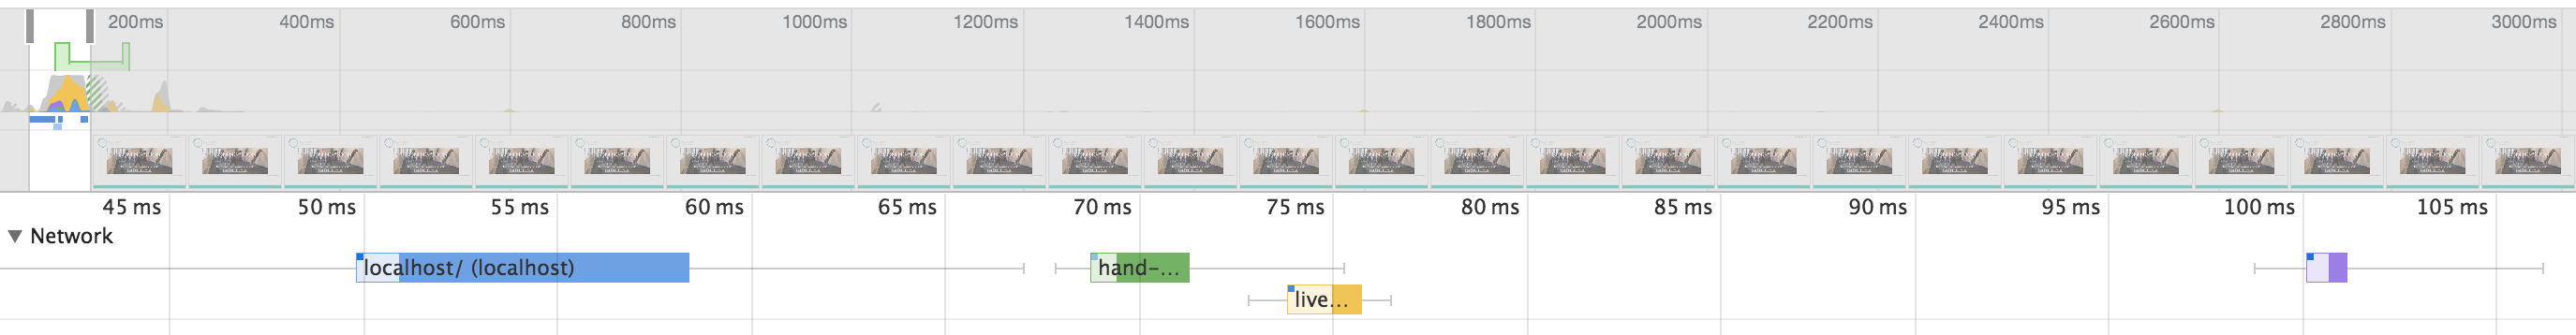 200ms 400ms 600ms 800ms 1000ms 1200ms 1400ms 1600ms 1800ms 2000ms 2200ms 2400ms 2600ms 2800ms 3000ms
45 ms 50 ms 55 ms 60 ms 65 ms 70 ms 75 ms 80 ms 85 ms 90 ms 95 ms 100 ms 105 ms
Network
localhost/ (localhost) hand-...
live...